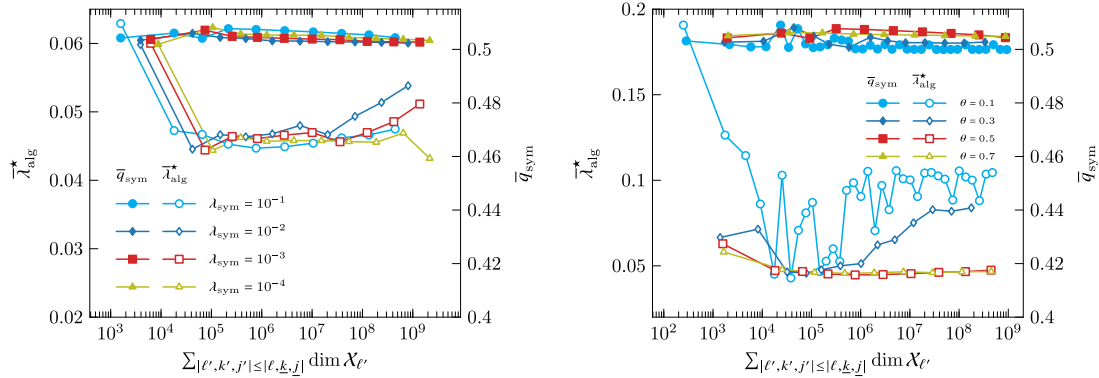 0.06
0.05
0.04
0.03
0.02
λ̅⋆alg
0.5
0.48
0.46
0.44
0.42
0.4
q̅sym
q̅sym λ̅⋆alg
λsym = 10⁻¹
λsym = 10⁻²
λsym = 10⁻³
λsym = 10⁻⁴
10³ 10⁴ 10⁵ 10⁶ 10⁷ 10⁸ 10⁹
∑|ℓ′,k′,j′|≤|ℓ,k̲,j̲| dim 𝒳ℓ′
0.2
0.15
0.1
0.05
λ̅⋆alg
0.5
0.48
0.46
0.44
0.42
0.4
q̅sym
q̅sym λ̅⋆alg
θ = 0.1
θ = 0.3
θ = 0.5
θ = 0.7
10² 10³ 10⁴ 10⁵ 10⁶ 10⁷ 10⁸ 10⁹
∑|ℓ′,k′,j′|≤|ℓ,k̲,j̲| dim 𝒳ℓ′